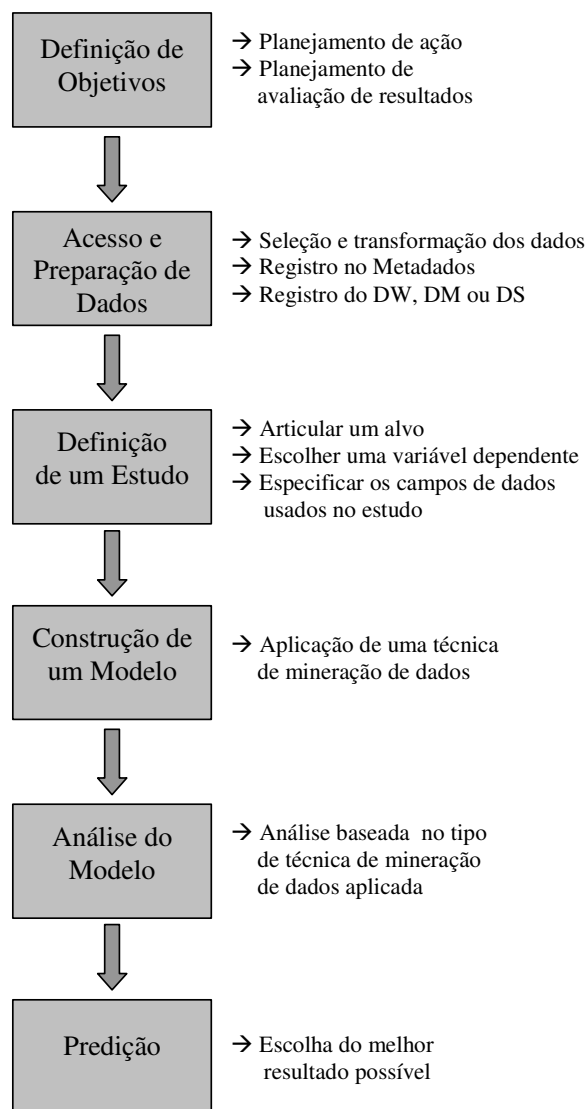 Definição de
Objetivos
→ Planejamento de ação
→ Planejamento de
avaliação de resultados
Acesso e
Preparação de
Dados
→ Seleção e transformação dos dados
→ Registro no Metadados
→ Registro do DW, DM ou DS
Definição
de um Estudo
→ Articular um alvo
→ Escolher uma variável dependente
→ Especificar os campos de dados
usados no estudo
Construção de
um Modelo
→ Aplicação de uma técnica
de mineração de dados
Análise do
Modelo
→ Análise baseada no tipo
de técnica de mineração
de dados aplicada
Predição
→ Escolha do melhor
resultado possível